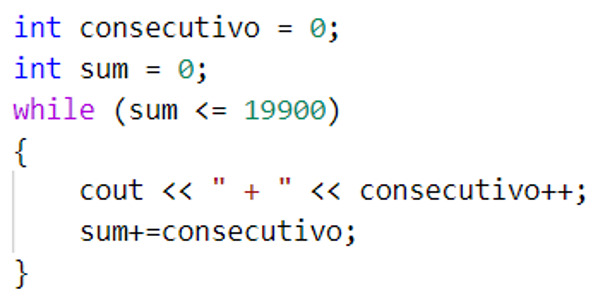 int consecutivo = 0;
int sum = 0;
while (sum <= 19900)
{
    cout << " + " << consecutivo++;
    sum+=consecutivo;
}